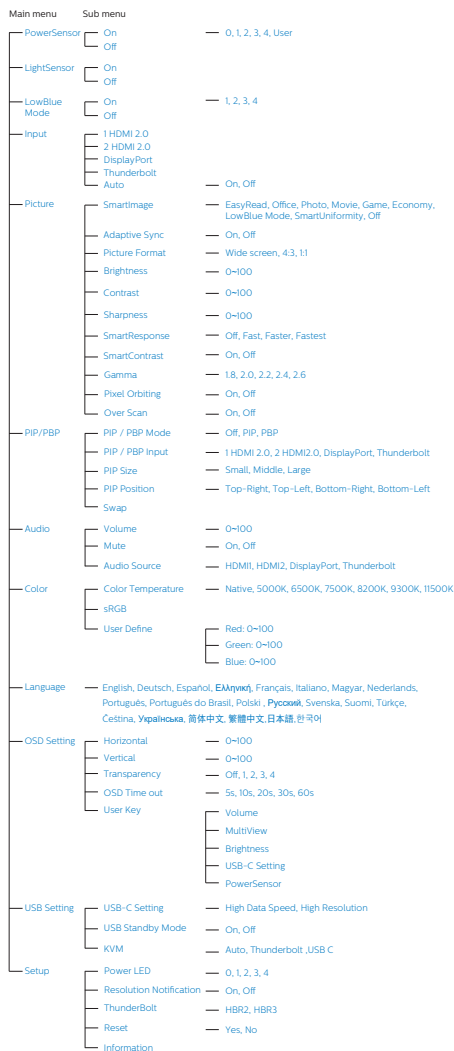 Main menu Sub menu
PowerSensor On 0, 1, 2, 3, 4, User
Off
LightSensor On
Off
LowBlue Mode On 1, 2, 3, 4
Off
Input 1 HDMI 2.0
2 HDMI 2.0
DisplayPort
Thunderbolt
Auto On, Off
Picture SmartImage EasyRead, Office, Photo, Movie, Game, Economy,
LowBlue Mode, SmartUniformity, Off
Adaptive Sync On, Off
Picture Format Wide screen, 4:3, 1:1
Brightness 0~100
Contrast 0~100
Sharpness 0~100
SmartResponse Off, Fast, Faster, Fastest
SmartContrast On, Off
Gamma 1.8, 2.0, 2.2, 2.4, 2.6
Pixel Orbiting On, Off
Over Scan On, Off
PIP/PBP PIP / PBP Mode Off, PIP, PBP
PIP / PBP Input 1 HDMI 2.0, 2 HDMI2.0, DisplayPort, Thunderbolt
PIP Size Small, Middle, Large
PIP Position Top-Right, Top-Left, Bottom-Right, Bottom-Left
Swap
Audio Volume 0~100
Mute On, Off
Audio Source HDMI1, HDMI2, DisplayPort, Thunderbolt
Color Color Temperature Native, 5000K, 6500K, 7500K, 8200K, 9300K, 11500K
sRGB
User Define Red: 0~100
Green: 0~100
Blue: 0~100
Language English, Deutsch, Español, Ελληνική, Français, Italiano, Magyar, Nederlands,
Português, Português do Brasil, Polski , Русский, Svenska, Suomi, Türkçe,
Čeština, Українська, 简体中文, 繁體中文,日本語,한국어
OSD Setting Horizontal 0~100
Vertical 0~100
Transparency Off, 1, 2, 3, 4
OSD Time out 5s, 10s, 20s, 30s, 60s
User Key Volume
MultiView
Brightness
USB-C Setting
PowerSensor
USB Setting USB-C Setting High Data Speed, High Resolution
USB Standby Mode On, Off
KVM Auto, Thunderbolt ,USB C
Setup Power LED 0, 1, 2, 3, 4
Resolution Notification On, Off
ThunderBolt HBR2, HBR3
Reset Yes, No
Information